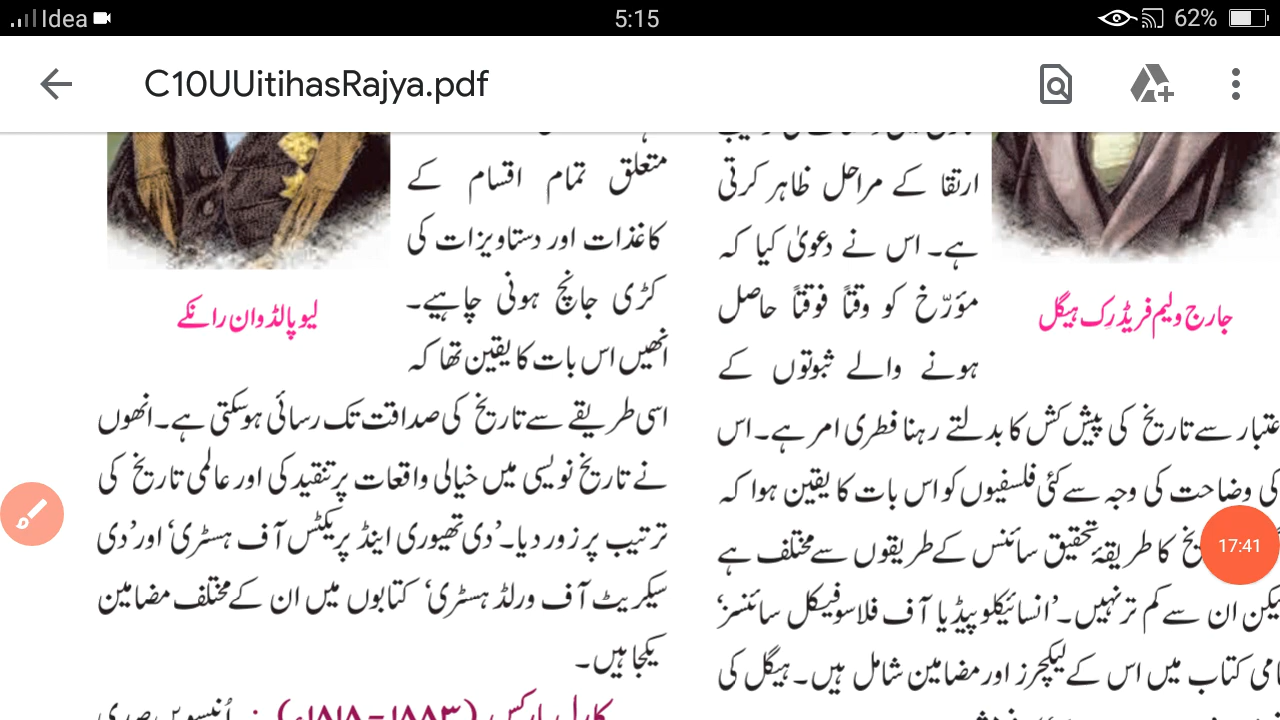 Idea
5:15
62%
C10UUitihasRajya.pdf
ارتقا کے مراحل ظاہر کرتی
ہے۔ اس نے دعویٰ کیا کہ
مؤرّخ کو وقتاً فوقتاً حاصل
ہونے والے ثبوتوں کے
جارج ولیم فریڈرِک ہیگل
عتبار سے تاریخ کی پیش کش کا بدلتے رہنا فطری امر ہے۔ اس
کی وضاحت کی وجہ سے کئی فلسفیوں کو اس بات کا یقین ہوا کہ
یخ کا طریقۂ تحقیق سائنس کے طریقوں سے مختلف ہے
یکن ان سے کم تر نہیں۔ ’انسائیکلوپیڈیا آف فلاسوفیکل سائنسز‘
امی کتاب میں اس کے لیکچرز اور مضامین شامل ہیں۔ ہیگل کی
17:41
متعلق تمام اقسام کے
کاغذات اور دستاویزات کی
کڑی جانچ ہونی چاہیے۔
انھیں اس بات کا یقین تھا کہ
لیوپالڈ وان رانکے
اسی طریقے سے تاریخ کی صداقت تک رسائی ہوسکتی ہے۔ انھوں
نے تاریخ نویسی میں خیالی واقعات پر تنقید کی اور عالمی تاریخ کی
ترتیب پر زور دیا۔ ’دی تھیوری اینڈ پریکٹس آف ہسٹری‘ اور ’دی
سیکریٹ آف ورلڈ ہسٹری‘ کتابوں میں ان کے مختلف مضامین
یکجا ہیں۔
کارل مارکس (۱۸۸۳ – ۱۸۱۸ء) : اُنیسویں صدی